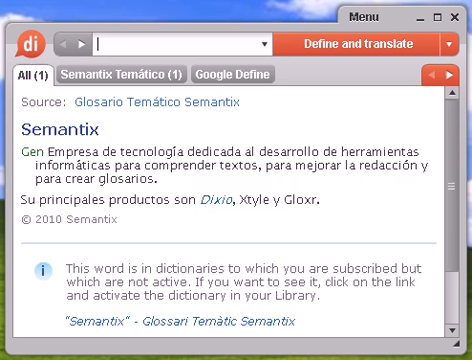 Menu
di
Define and translate
All (1)
Semantix Temático (1)
Google Define
Source: Glosario Temático Semantix
Semantix
Gen Empresa de tecnología dedicada al desarrollo de herramientas
informáticas para comprender textos, para mejorar la redacción y
para crear glosarios.
Su principales producтos son Dixio, Xtyle y Gloxr.
© 2010 Semantix
i
This word is in dictionaries to which you are subscribed but
which are not active. If you want to see it, click on the link
and activate the dictionary in your Library.
"Semantix" - Glossari Temàtic Semantix